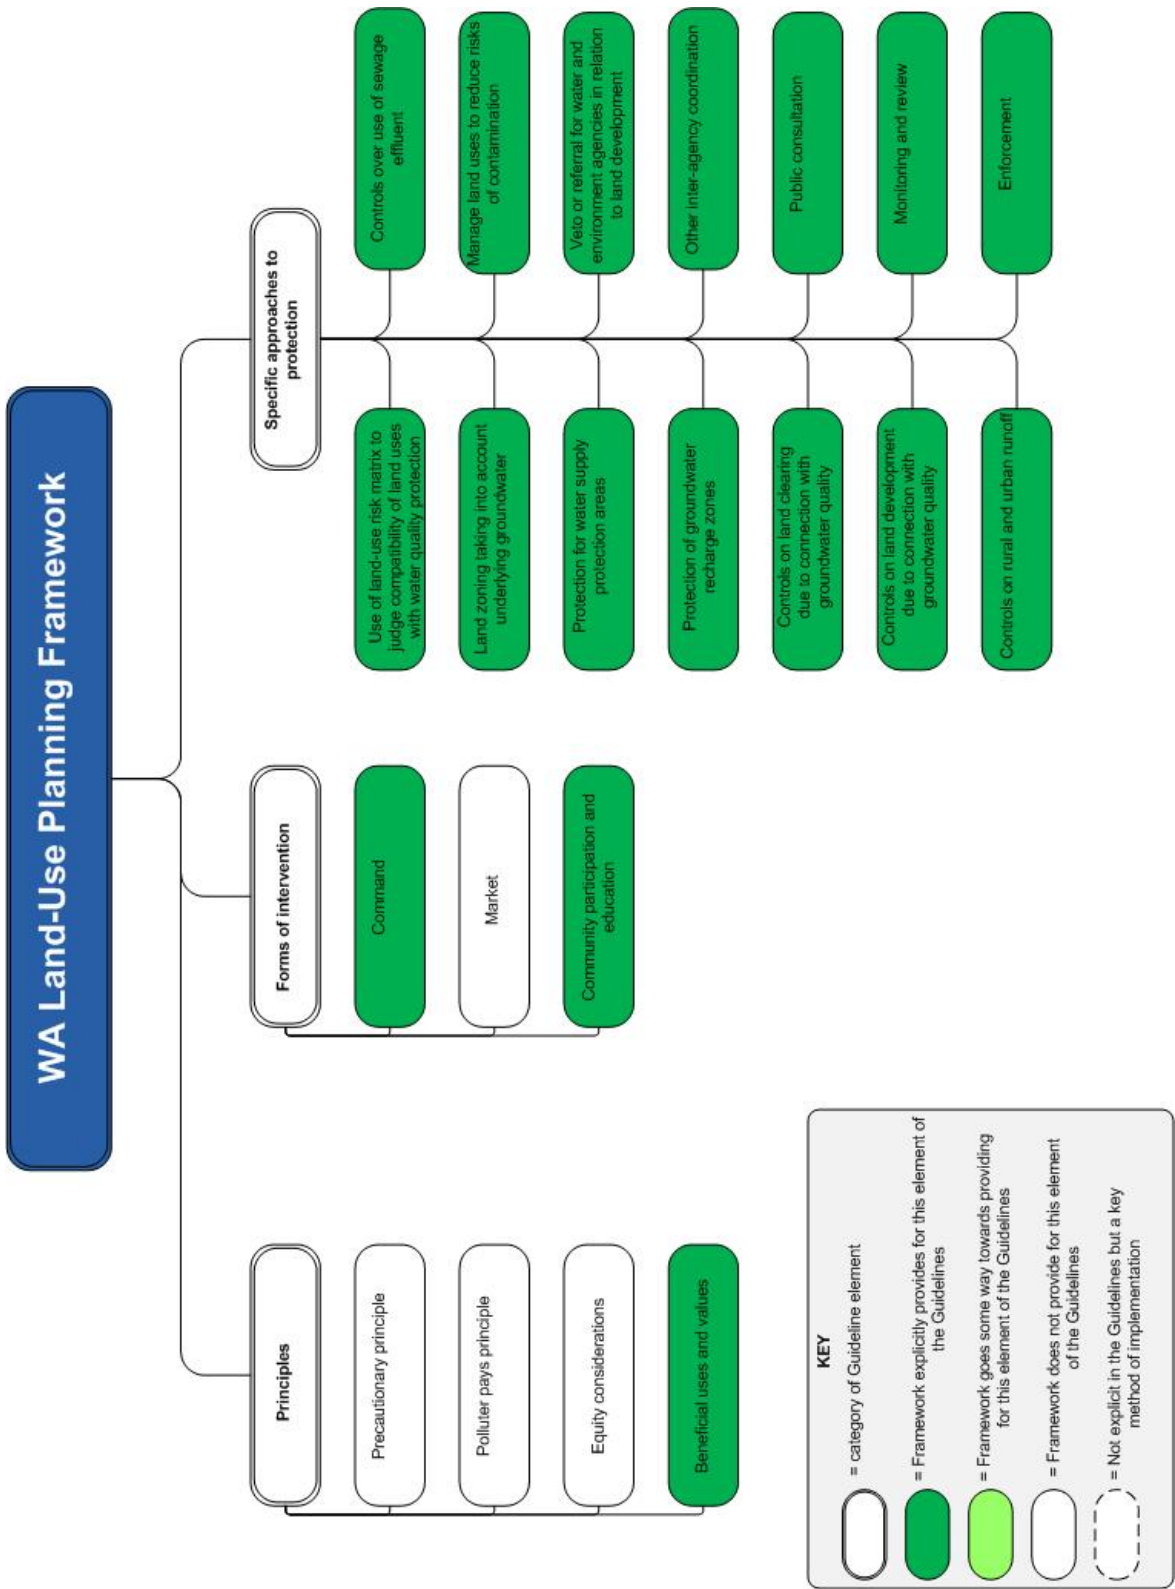 WA Land-Use Planning Framework
Principles
Precautionary principle
Polluter pays principle
Equity considerations
Beneficial uses and values
Forms of intervention
Command
Market
Community participation and
education
Specific approaches to
protection
Use of land-use risk matrix to
judge compatibility of land uses
with water quality protection
Land zoning taking into account
underlying groundwater
Protection for water supply
protection areas
Protection of groundwater
recharge zones
Controls on land clearing
due to connection with
groundwater quality
Controls on land development
due to connection with
groundwater quality
Controls on rural and urban runoff
Controls over use of sewage
effluent
Manage land uses to reduce risks
of contamination
Veto or referral for water and
environment agencies in relation
to land development
Other inter-agency coordination
Public consultation
Monitoring and review
Enforcement
KEY
= category of Guideline element
= Framework explicitly provides for this element of
the Guidelines
= Framework goes some way towards providing
for this element of the Guidelines
= Framework does not provide for this element
of the Guidelines
= Not explicit in the Guidelines but a key
method of implementation